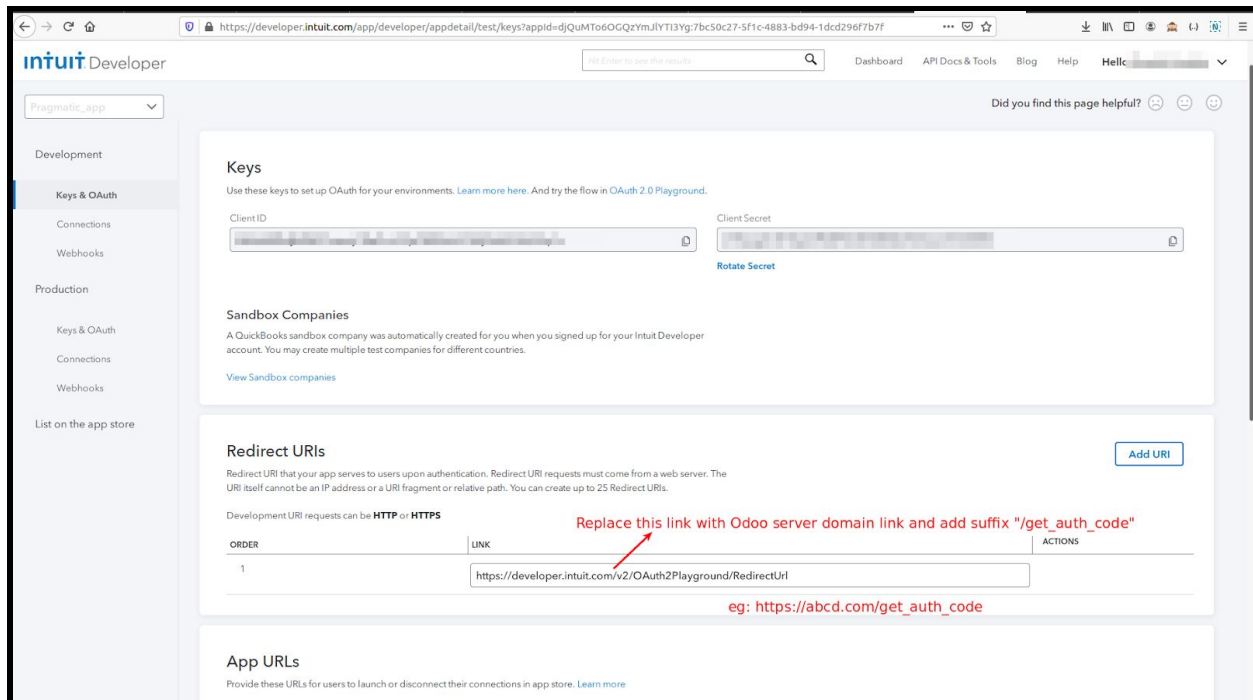 https://developer.intuit.com/app/developer/appdetail/test/keys?appId=djQuMTo6OGQzYmJlYTI3Yg:7bc50c27-5f1c-4883-bd94-1dcd296f7b7f
INTUIT Developer
Hit Enter to see the results
Dashboard
API Docs & Tools
Blog
Help
Hello
Pragmatic_app
Did you find this page helpful?
Development
Keys & OAuth
Connections
Webhooks
Production
Keys & OAuth
Connections
Webhooks
List on the app store
Keys
Use these keys to set up OAuth for your environments. Learn more here. And try the flow in OAuth 2.0 Playground.
Client ID
Client Secret
Rotate Secret
Sandbox Companies
A QuickBooks sandbox company was automatically created for you when you signed up for your Intuit Developer
account. You may create multiple test companies for different countries.
View Sandbox companies
Redirect URIs
Add URI
Redirect URI that your app serves to users upon authentication. Redirect URI requests must come from a web server. The
URI itself cannot be an IP address or a URI fragment or relative path. You can create up to 25 Redirect URIs.
Development URI requests can be HTTP or HTTPS
Replace this link with Odoo server domain link and add suffix "/get_auth_code"
ORDER
LINK
ACTIONS
1
https://developer.intuit.com/v2/OAuth2Playground/RedirectUrl
eg: https://abcd.com/get_auth_code
App URLs
Provide these URLs for users to launch or disconnect their connections in app store. Learn more